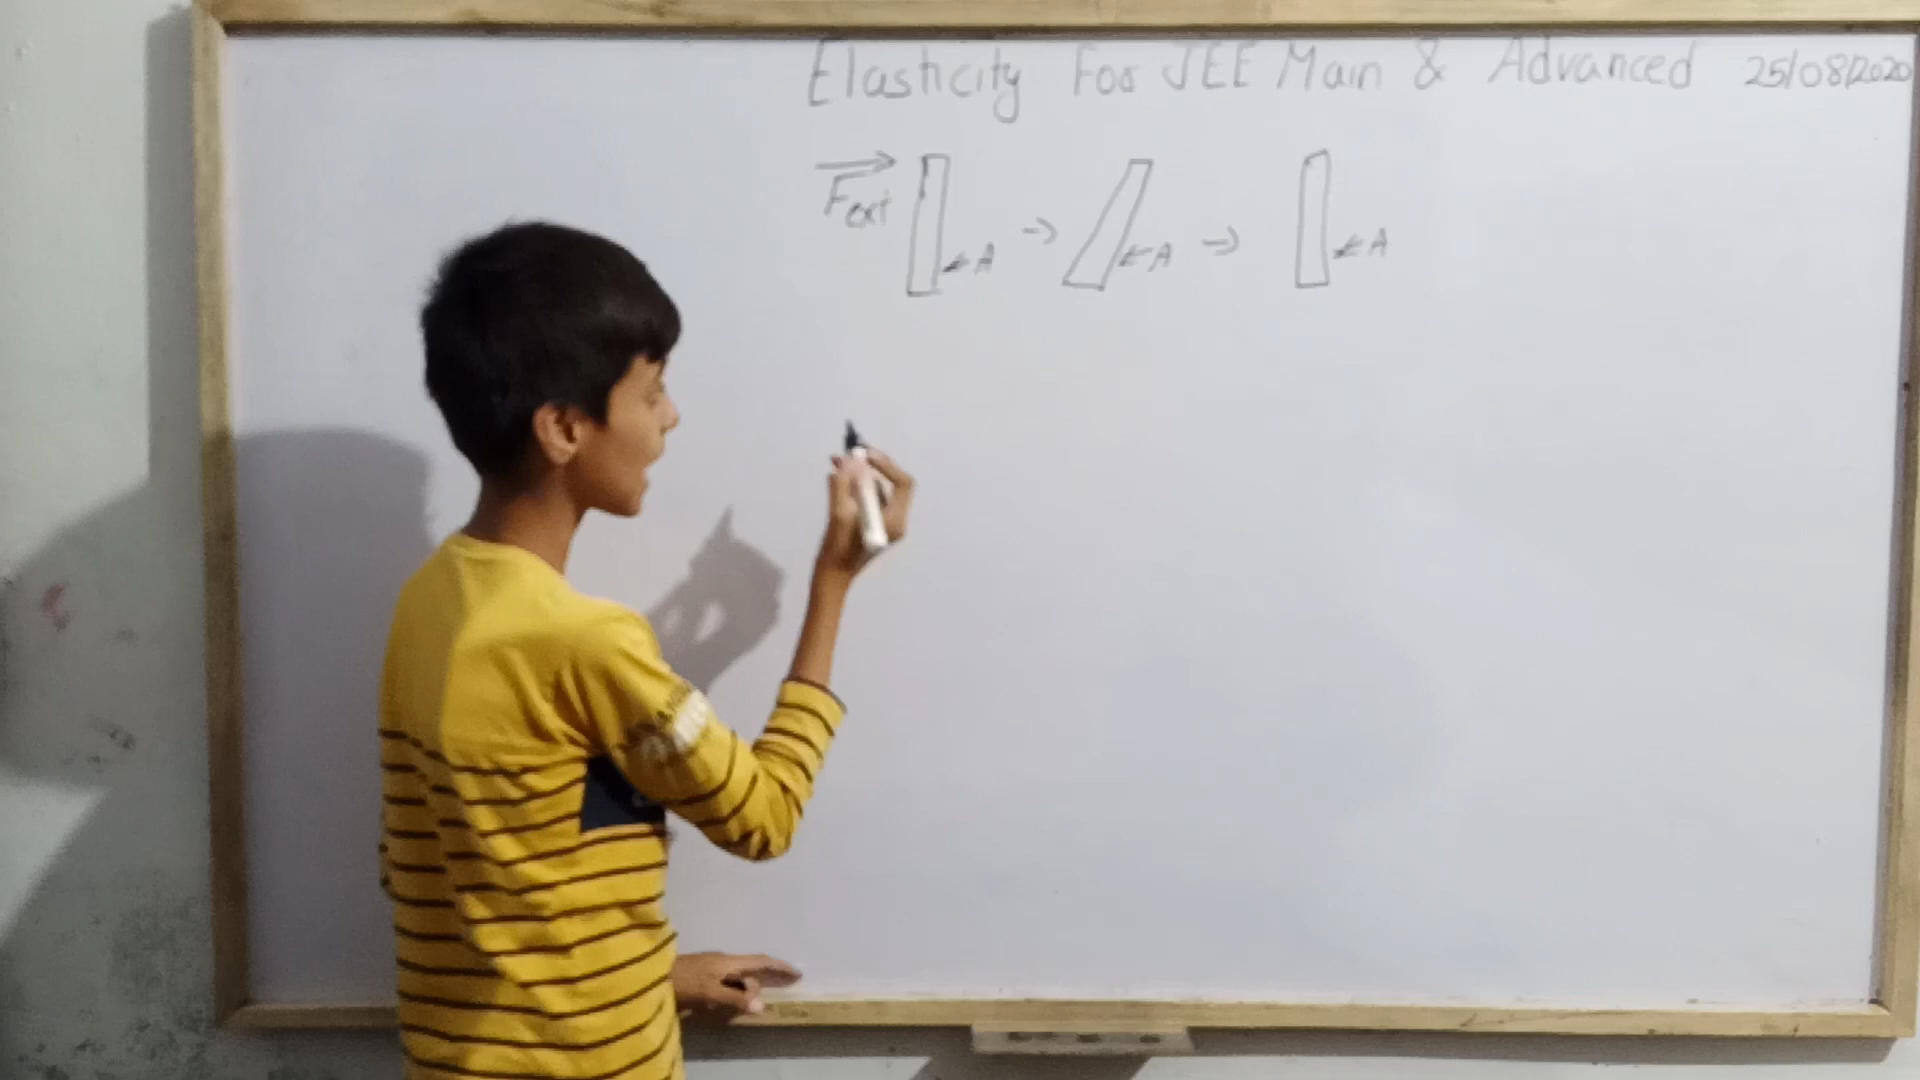 Elasticity For JEE Main & Advanced 25/08/2020
Fext ←A → ←A → ←A